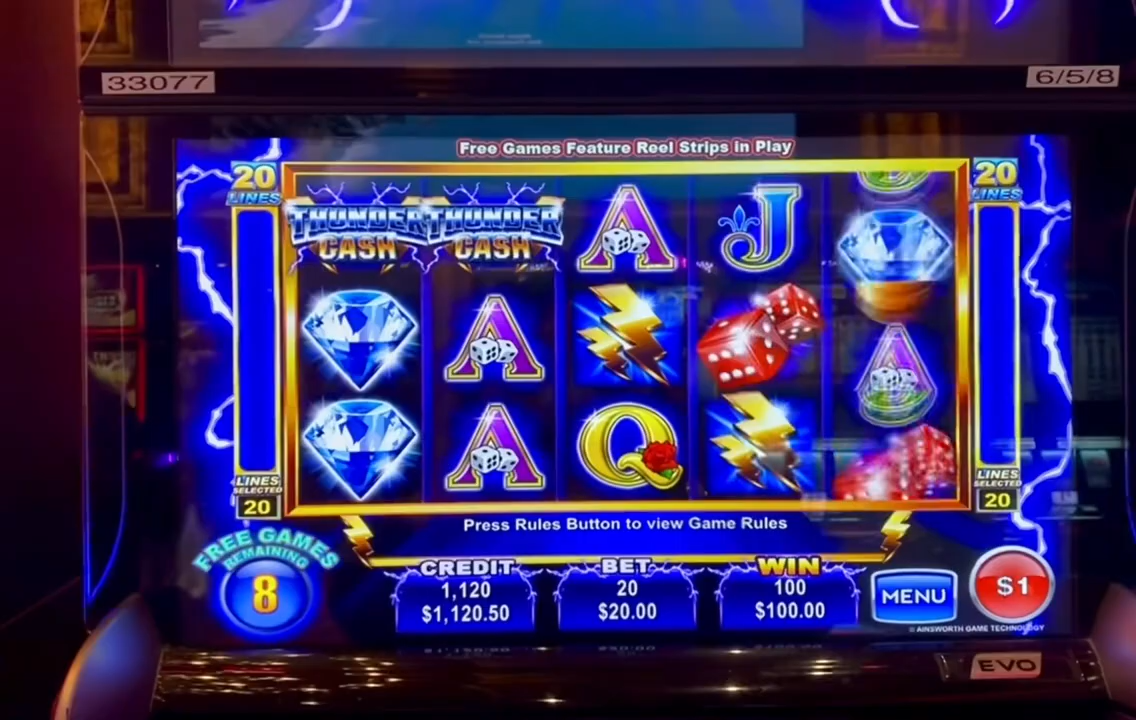 33077
6/5/8
Free Games Feature Reel Strips in Play
20
LINES
20
LINES
THUNDER CASH
THUNDER CASH
A
J
A
A
A
Q
LINES
SELECTED
20
LINES
SELECTED
20
Press Rules Button to view Game Rules
FREE GAMES
REMAINING
8
CREDIT
1,120
$1,120.50
BET
20
$20.00
WIN
100
$100.00
MENU
$1
AINSWORTH GAME TECHNOLOGY
EVO